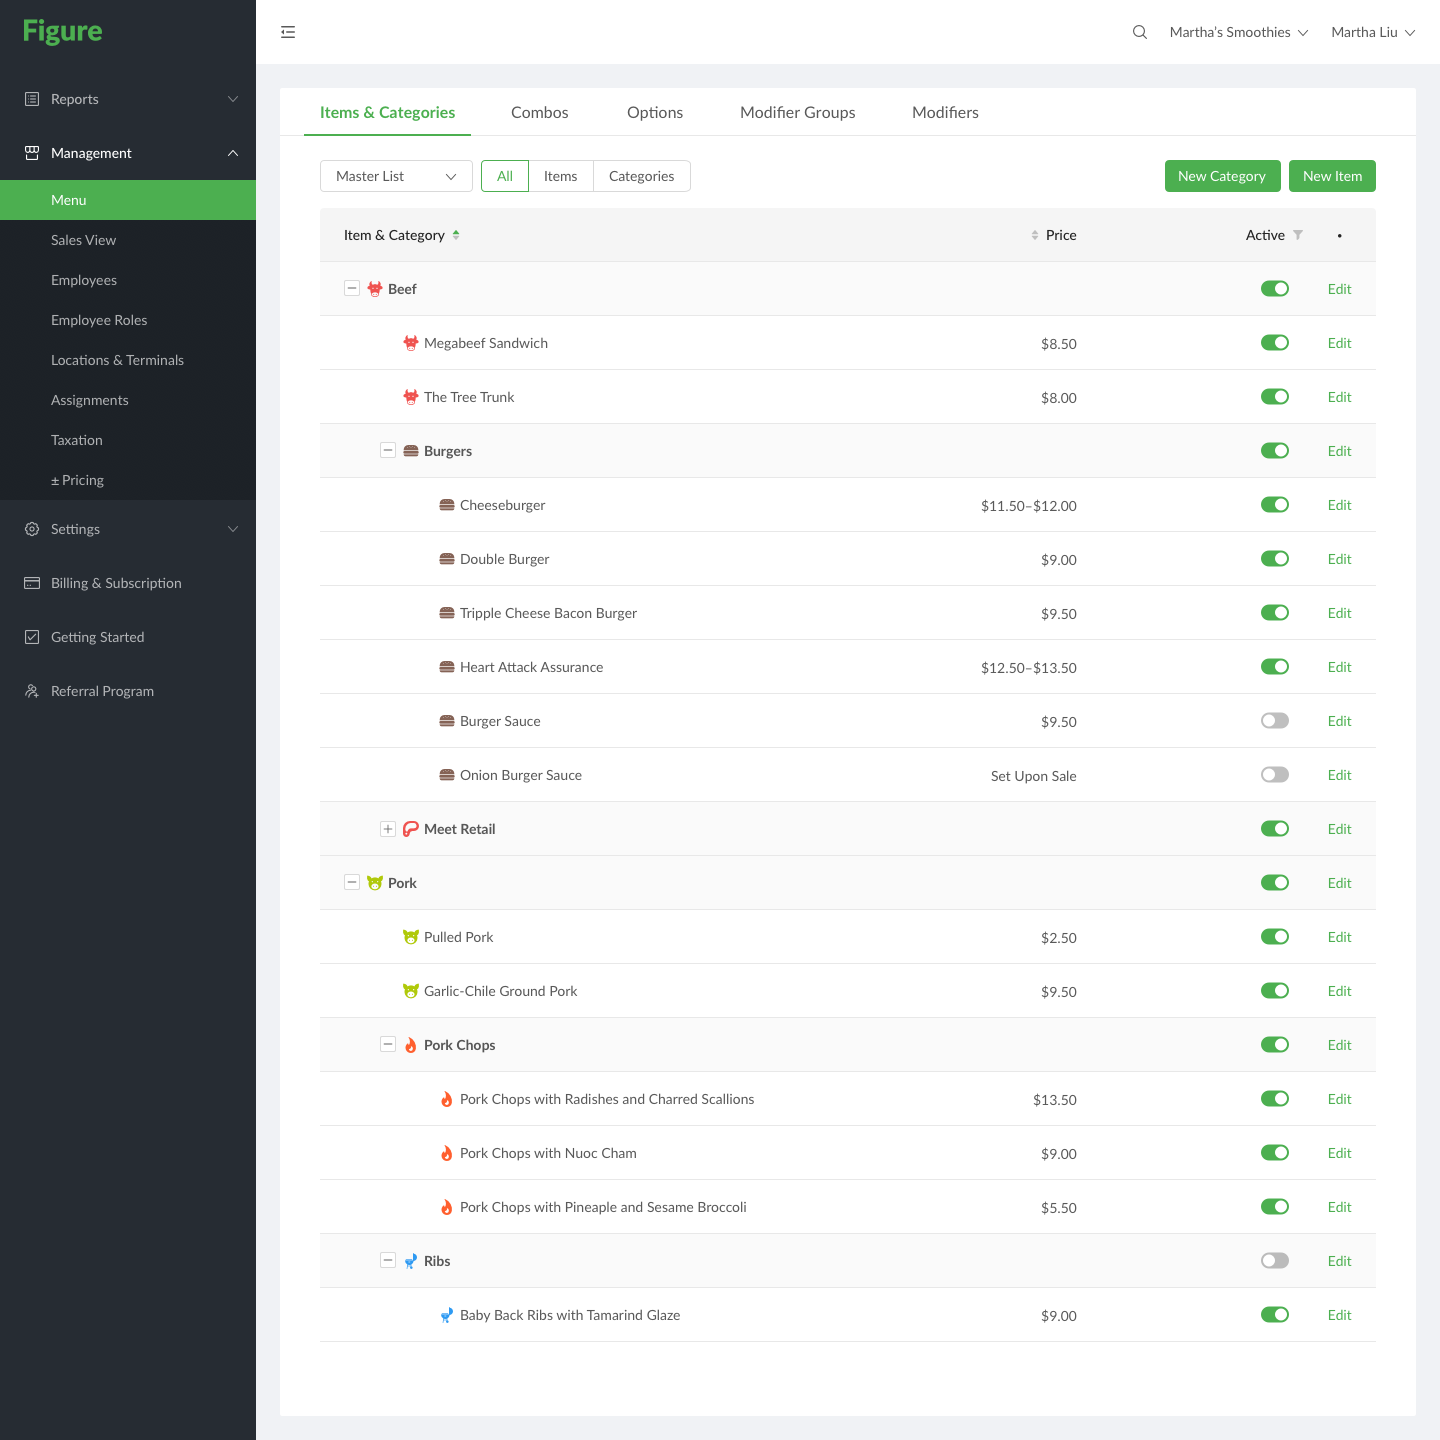 Figure
Reports
Management
Menu
Sales View
Employees
Employee Roles
Locations & Terminals
Assignments
Taxation
± Pricing
Settings
Billing & Subscription
Getting Started
Referral Program
Martha's Smoothies Martha Liu
Items & Categories Combos Options Modifier Groups Modifiers
Master List All Items Categories New Category New Item
Item & Category Price Active •
Beef Edit
Megabeef Sandwich $8.50 Edit
The Tree Trunk $8.00 Edit
Burgers Edit
Cheeseburger $11.50–$12.00 Edit
Double Burger $9.00 Edit
Tripple Cheese Bacon Burger $9.50 Edit
Heart Attack Assurance $12.50–$13.50 Edit
Burger Sauce $9.50 Edit
Onion Burger Sauce Set Upon Sale Edit
Meet Retail Edit
Pork Edit
Pulled Pork $2.50 Edit
Garlic-Chile Ground Pork $9.50 Edit
Pork Chops Edit
Pork Chops with Radishes and Charred Scallions $13.50 Edit
Pork Chops with Nuoc Cham $9.00 Edit
Pork Chops with Pineaple and Sesame Broccoli $5.50 Edit
Ribs Edit
Baby Back Ribs with Tamarind Glaze $9.00 Edit